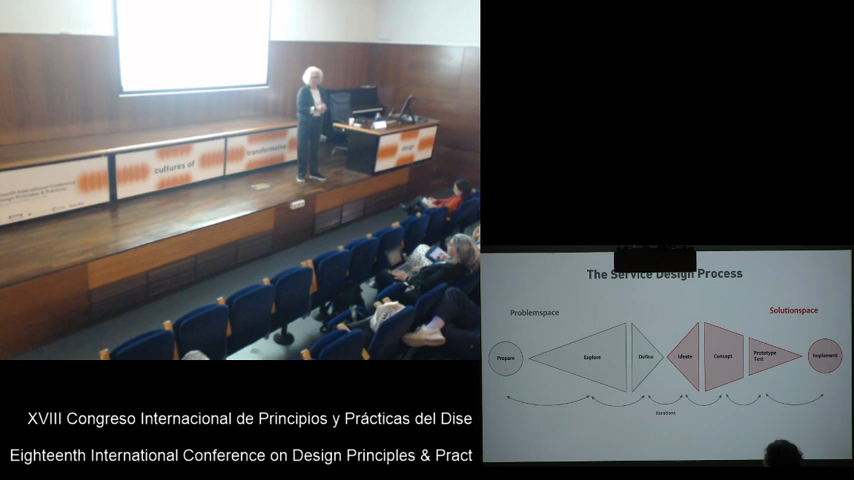 cultures of
transformative
design
The Service Design Process
Problemspace
Solutionspace
Prepare
Explore
Define
Ideate
Concept
Prototype
Test
Implement
Iterations
XVIII Congreso Internacional de Principios y Prácticas del Dise
Eighteenth International Conference on Design Principles & Pract